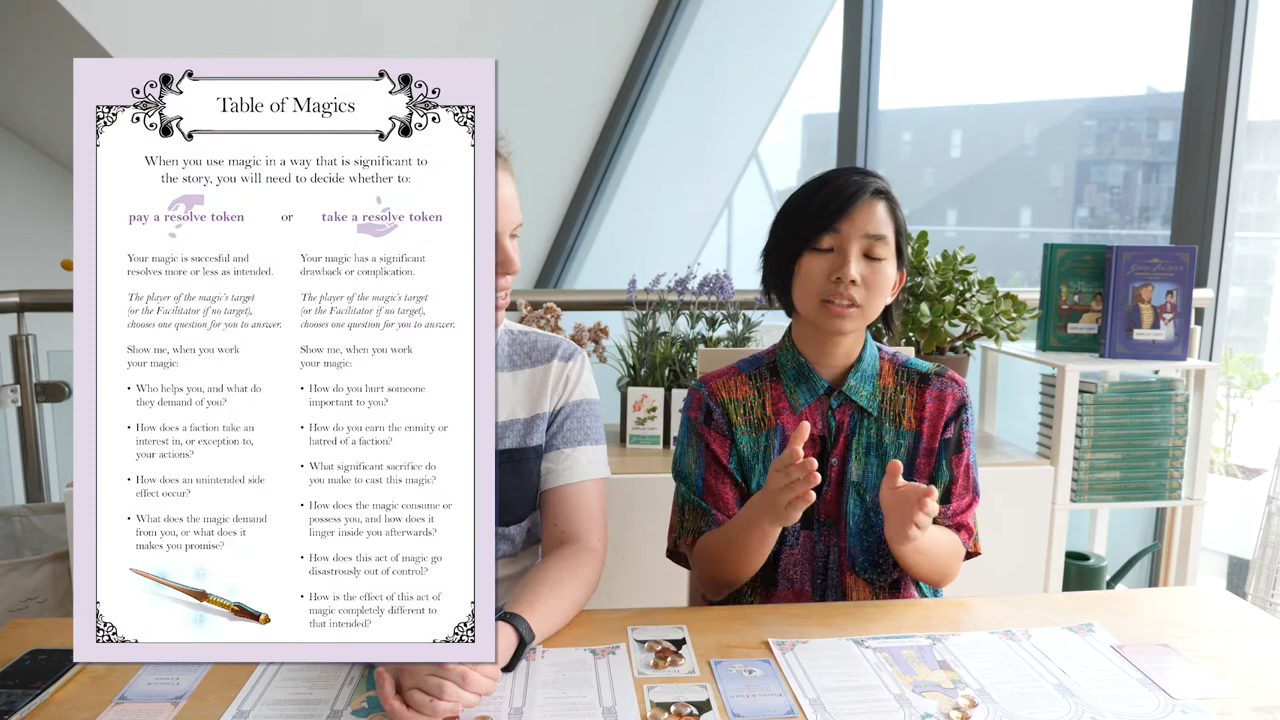 Table of Magics
When you use magic in a way that is significant to
the story, you will need to decide whether to:
pay a resolve token
or
take a resolve token
Your magic is succesful and
resolves more or less as intended.
The player of the magic's target
(or the Facilitator if no target),
chooses one question for you to answer.
Show me, when you work
your magic:
• Who helps you, and what do
they demand of you?
• How does a faction take an
interest in, or exception to,
your actions?
• How does an unintended side
effect occur?
• What does the magic demand
from you, or what does it
makes you promise?
Your magic has a significant
drawback or complication.
The player of the magic's target
(or the Facilitator if no target),
chooses one question for you to answer.
Show me, when you work
your magic:
• How do you hurt someone
important to you?
• How do you earn the enmity or
hatred of a faction?
• What significant sacrifice do
you make to cast this magic?
• How does the magic consume or
possess you, and how does it
linger inside you afterwards?
• How does this act of magic go
disastrously out of control?
• How is the effect of this act of
magic completely different to
that intended?
GOOD SOCIETY
DISPLAY COPY
DISPLAY COPY